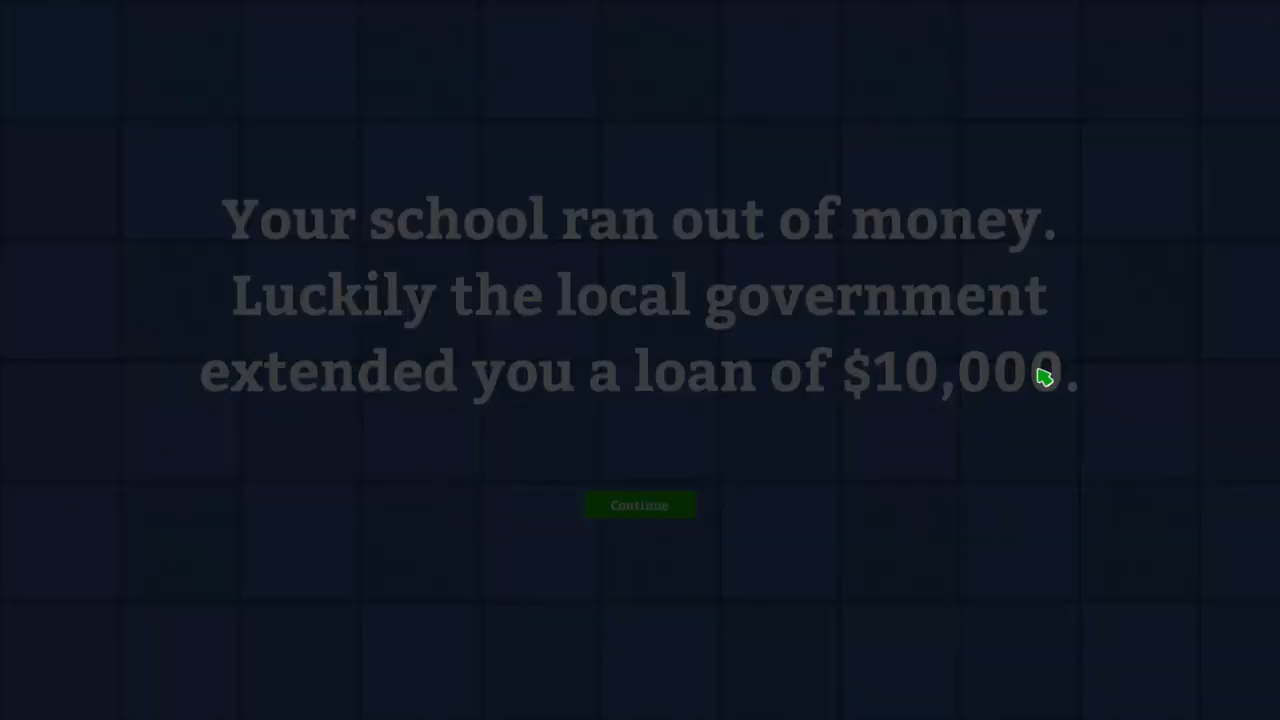 Your school ran out of money.
Luckily the local government
extended you a loan of $10,000.
Continue